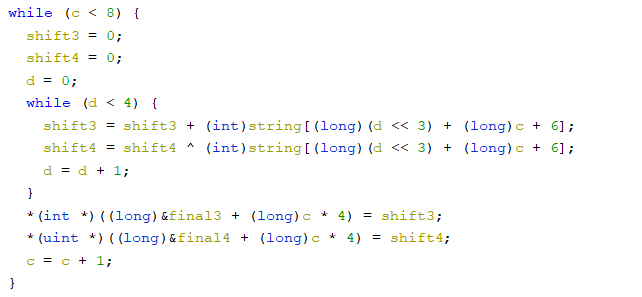 while (c < 8) {
shift3 = 0;
shift4 = 0;
d = 0;
while (d < 4) {
shift3 = shift3 + (int)string[(long)(d << 3) + (long)c + 6];
shift4 = shift4 ^ (int)string[(long)(d << 3) + (long)c + 6];
d = d + 1;
}
*(int *)((long)&final3 + (long)c * 4) = shift3;
*(uint *)((long)&final4 + (long)c * 4) = shift4;
c = c + 1;
}